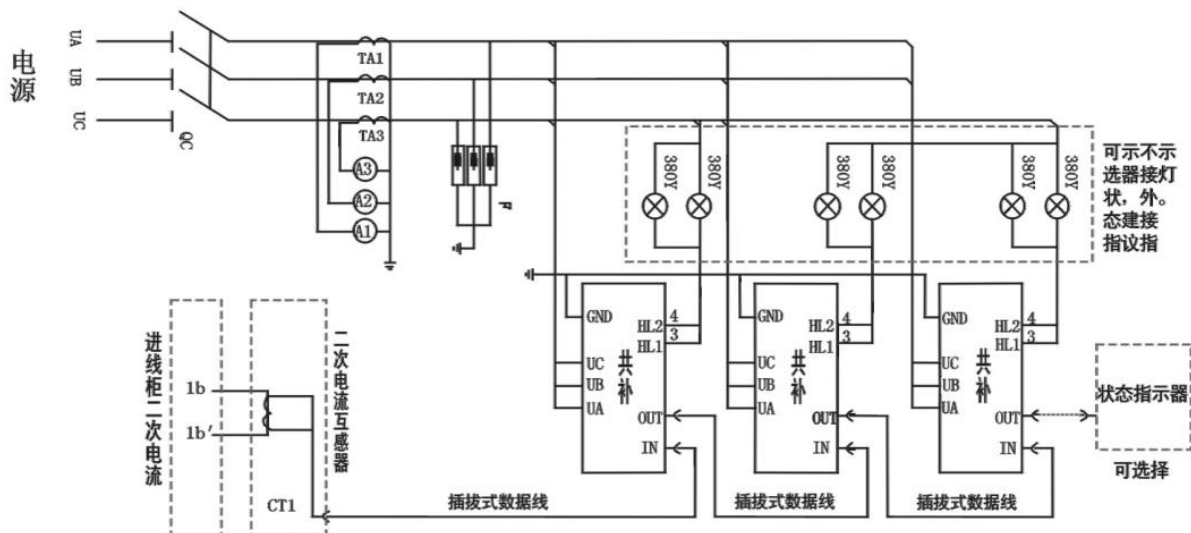 电源
UA
UB
UC
QC
TA1
TA2
TA3
A3
A2
A1
F
380Y
380Y
380Y
380Y
380Y
380Y
可示不
选器接灯
状，外。
态建接
指议指
GND
HL2
4
HL1
3
UC
UB
UA
共补
OUT
IN
GND
HL2
4
HL1
3
UC
UB
UA
共补
OUT
IN
GND
HL2
4
HL1
3
UC
UB
UA
共补
OUT
IN
状态指示器
可选择
进线柜二次电流
1b
1b'
二次电流互感器
CT1
插拔式数据线
插拔式数据线
插拔式数据线